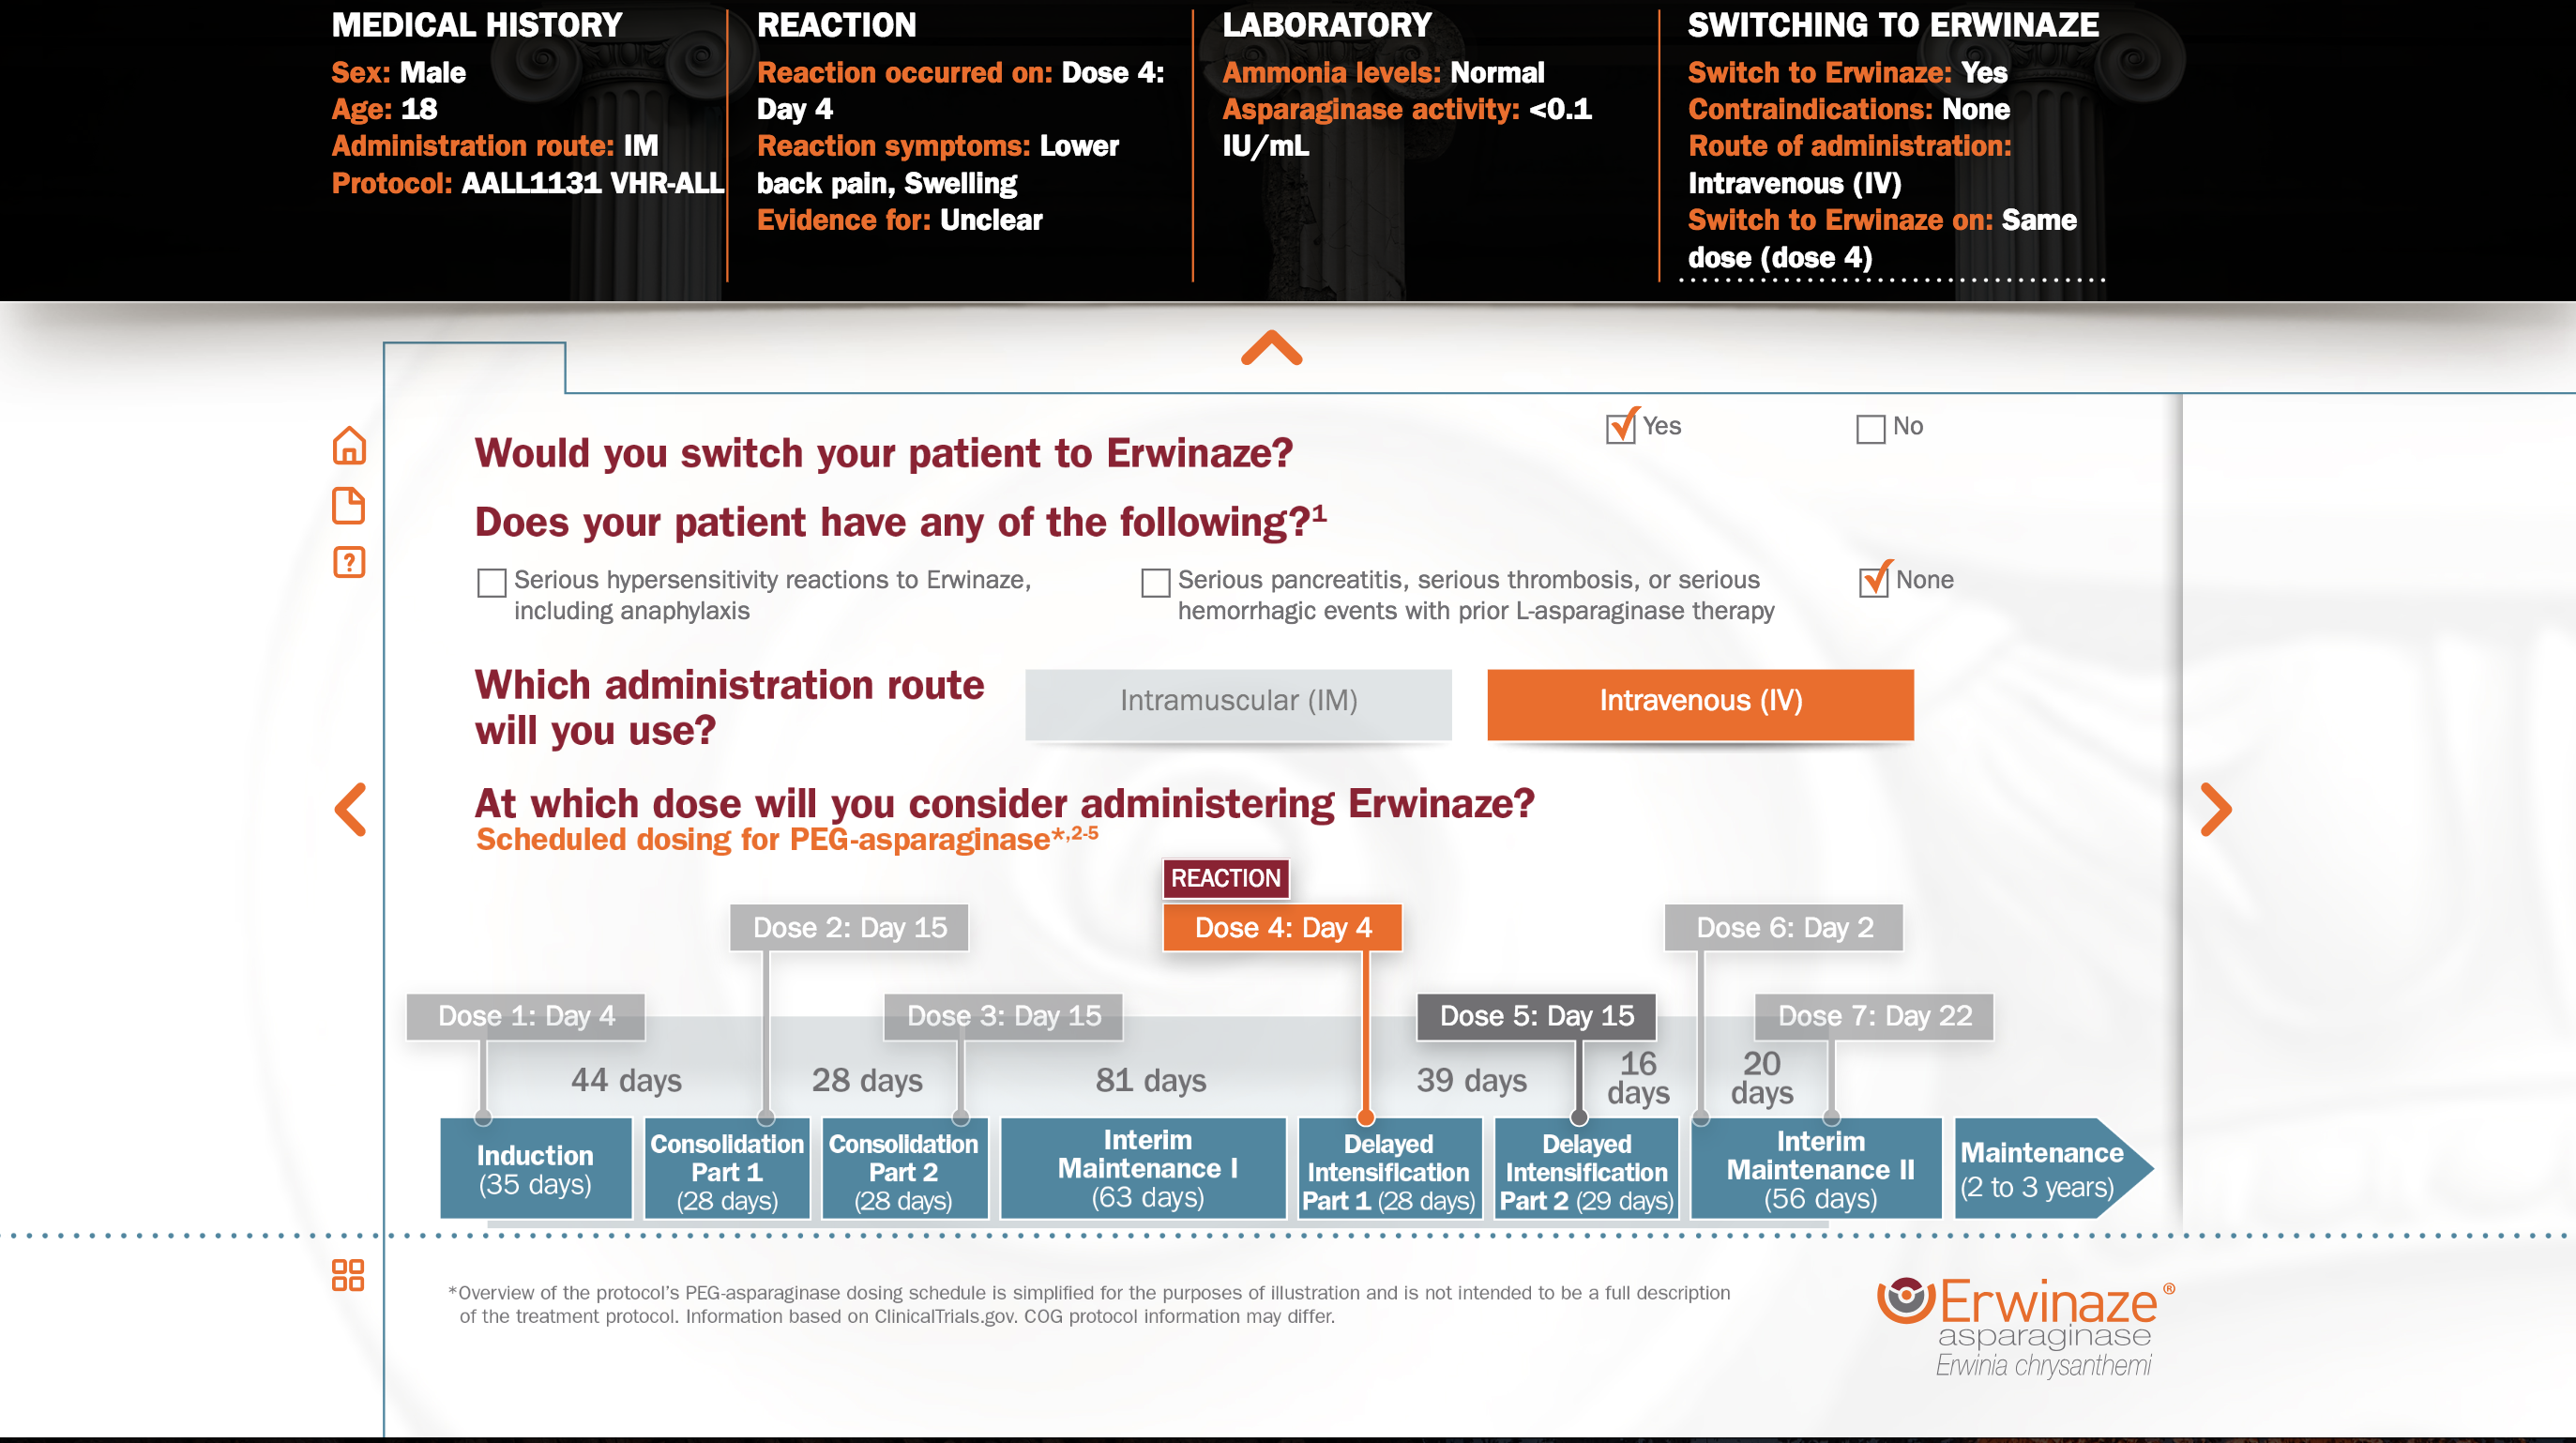 MEDICAL HISTORY
Sex: Male
Age: 18
Administration route: IM
Protocol: AALL1131 VHR-ALL
REACTION
Reaction occurred on: Dose 4:
Day 4
Reaction symptoms: Lower
back pain, Swelling
Evidence for: Unclear
LABORATORY
Ammonia levels: Normal
Asparaginase activity: <0.1
IU/mL
SWITCHING TO ERWINAZE
Switch to Erwinaze: Yes
Contraindications: None
Route of administration:
Intravenous (IV)
Switch to Erwinaze on: Same
dose (dose 4)
Would you switch your patient to Erwinaze?
Yes
No
Does your patient have any of the following?1
Serious hypersensitivity reactions to Erwinaze,
including anaphylaxis
Serious pancreatitis, serious thrombosis, or serious
hemorrhagic events with prior L-asparaginase therapy
None
Which administration route
will you use?
Intramuscular (IM)
Intravenous (IV)
At which dose will you consider administering Erwinaze?
Scheduled dosing for PEG-asparaginase*,2-5
REACTION
Dose 2: Day 15
Dose 4: Day 4
Dose 6: Day 2
Dose 1: Day 4
Dose 3: Day 15
Dose 5: Day 15
Dose 7: Day 22
44 days
28 days
81 days
39 days
16
days
20
days
Induction
(35 days)
Consolidation
Part 1
(28 days)
Consolidation
Part 2
(28 days)
Interim
Maintenance I
(63 days)
Delayed
Intensification
Part 1 (28 days)
Delayed
Intensification
Part 2 (29 days)
Interim
Maintenance II
(56 days)
Maintenance
(2 to 3 years)
*Overview of the protocol's PEG-asparaginase dosing schedule is simplified for the purposes of illustration and is not intended to be a full description
of the treatment protocol. Information based on ClinicalTrials.gov. COG protocol information may differ.
Erwinaze®
asparaginase
Erwinia chrysanthemi